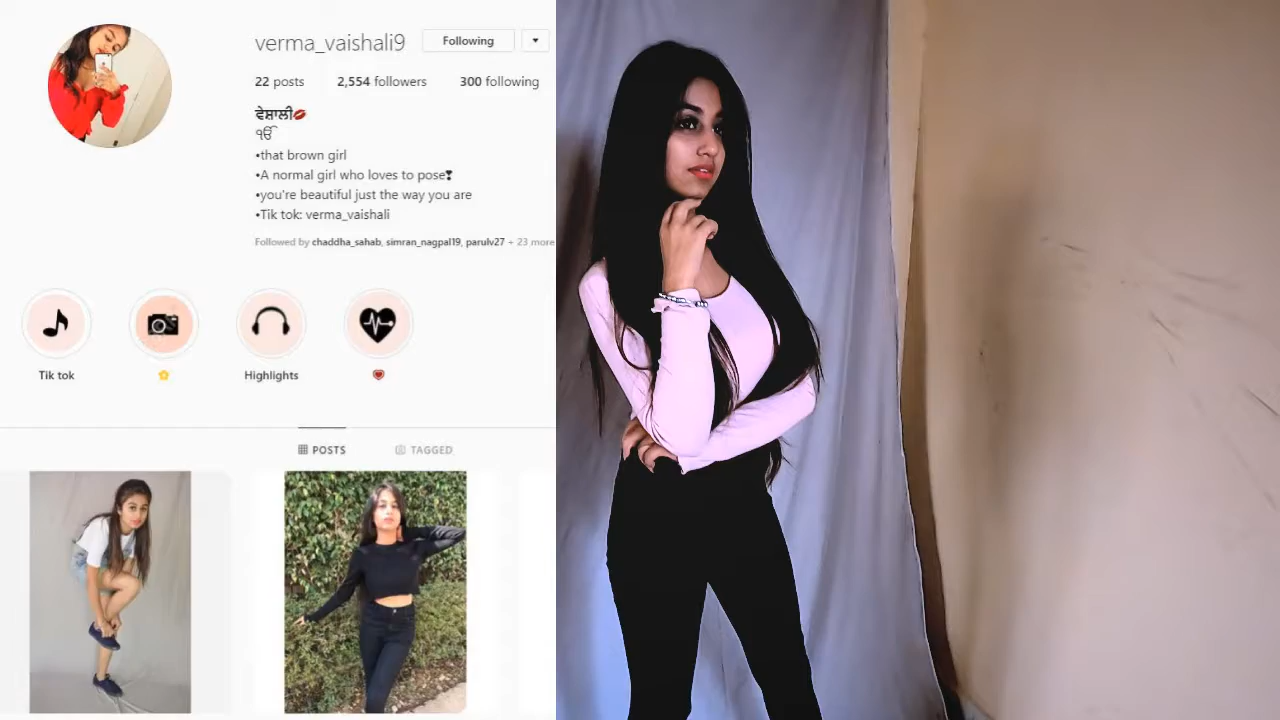 verma_vaishali9 Following
22 posts 2,554 followers 300 following
ਵੈਸ਼ਾਲੀ💋
ੴ
•that brown girl
•A normal girl who loves to pose❣
•you're beautiful just the way you are
•Tik tok: verma_vaishali
Followed by chaddha_sahab, simran_nagpal19, parulv27 + 23 more
Tik tok Highlights
POSTS TAGGED